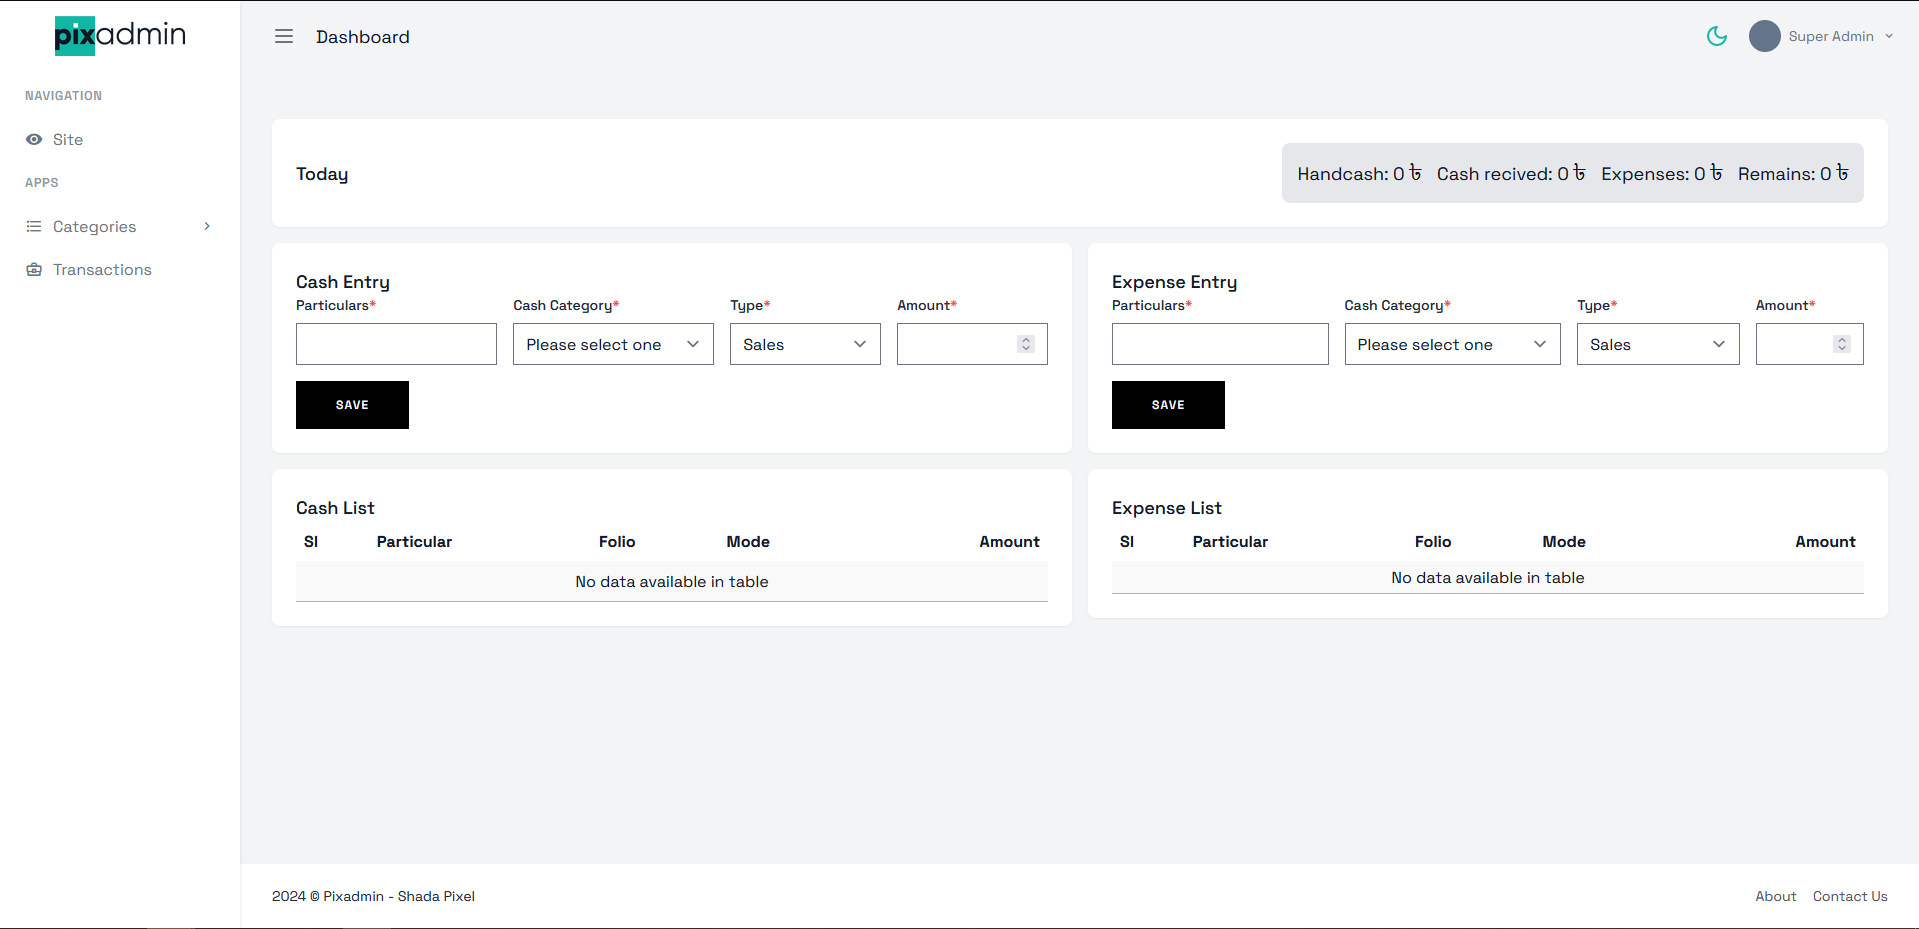 pixadmin
Dashboard
Super Admin
NAVIGATION
Site
APPS
Categories
Transactions
Today
Handcash: 0 ৳ Cash recived: 0 ৳ Expenses: 0 ৳ Remains: 0 ৳
Cash Entry
Particulars* Cash Category* Type* Amount*
Please select one Sales
SAVE
Expense Entry
Particulars* Cash Category* Type* Amount*
Please select one Sales
SAVE
Cash List
Sl Particular Folio Mode Amount
No data available in table
Expense List
Sl Particular Folio Mode Amount
No data available in table
2024 © Pixadmin - Shada Pixel
About Contact Us